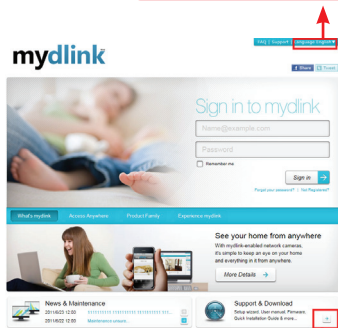 FAQ | Support | Language English
mydlink
Share Tweet
Sign in to mydlink
Name@example.com
Password
Remember me
Sign in
Forgot your password? | Not Registered?
What's mydlink Access Anywhere Product Family Experience mydlink
See your home from anywhere
With mydlink-enabled network cameras,
it's simple to keep an eye on your home
and everything in it from anywhere.
More Details
News & Maintenance
2011/6/23 12:00
2011/6/22 12:00 Maintenance
Support & Download
Setup wizard, User manual, Firmware,
Quick Installation Guide & more...